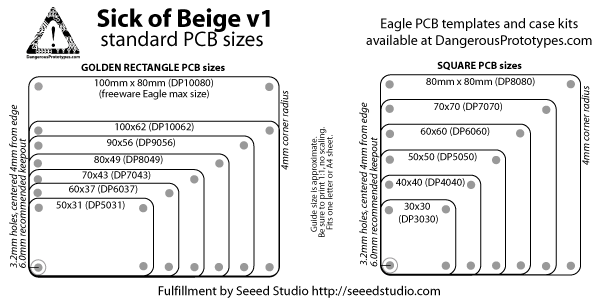 Sick of Beige v1
standard PCB sizes
DangerousPrototypes.com
Eagle PCB templates and case kits
available at DangerousPrototypes.com
GOLDEN RECTANGLE PCB sizes
100mm x 80mm (DP10080)
(freeware Eagle max size)
100x62 (DP10062)
90x56 (DP9056)
80x49 (DP8049)
70x43 (DP7043)
60x37 (DP6037)
50x31 (DP5031)
3.2mm holes, centered 4mm from edge
6.0mm recommended keepout
4mm corner radius
Guide size is approximate.
Be sure to print 1:1, no scaling.
Fits one letter or A4 sheet.
SQUARE PCB sizes
80mm x 80mm (DP8080)
70x70 (DP7070)
60x60 (DP6060)
50x50 (DP5050)
40x40 (DP4040)
30x30
(DP3030)
3.2mm holes, centered 4mm from edge
6.0mm recommended keepout
4mm corner radius
Fulfillment by Seeed Studio http://seeedstudio.com